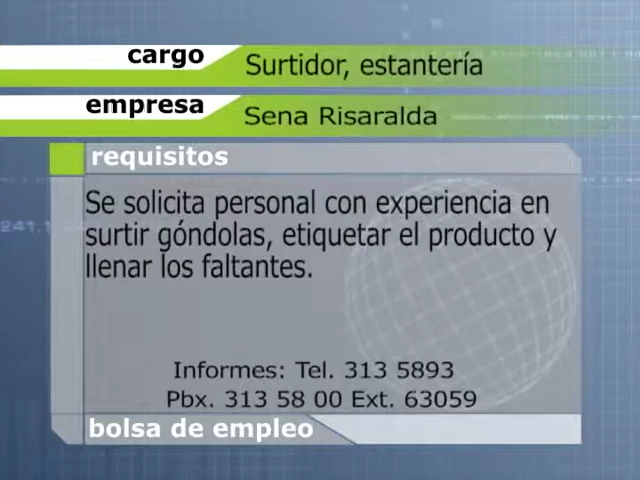 cargo Surtidor, estantería
empresa Sena Risaralda
requisitos
Se solicita personal con experiencia en
surtir góndolas, etiquetar el producto y
llenar los faltantes.
Informes: Tel. 313 5893
Pbx. 313 58 00 Ext. 63059
bolsa de empleo